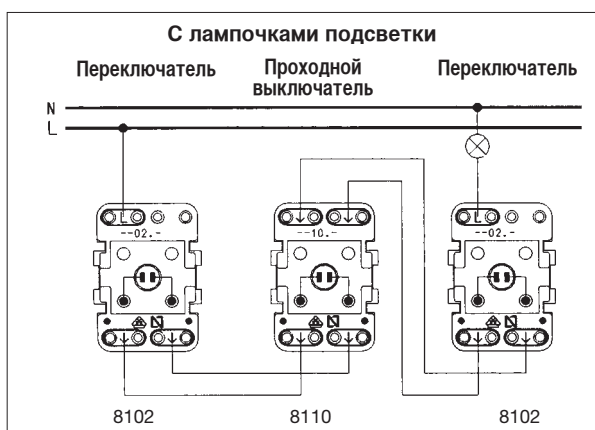 С лампочками подсветки
Переключатель
Проходной
выключатель
Переключатель
N
L
L
L
--02.-
--10.-
--02.-
8102
8110
8102